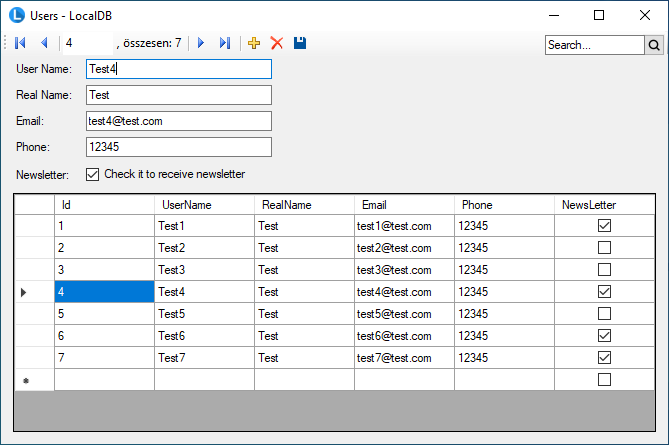 Users - LocalDB
4 , összesen: 7 Search...
User Name: Test4
Real Name: Test
Email: test4@test.com
Phone: 12345
Newsletter: Check it to receive newsletter
Id UserName RealName Email Phone NewsLetter
1 Test1 Test test1@test.com 12345
2 Test2 Test test2@test.com 12345
3 Test3 Test test3@test.com 12345
4 Test4 Test test4@test.com 12345
5 Test5 Test test5@test.com 12345
6 Test6 Test test6@test.com 12345
7 Test7 Test test7@test.com 12345